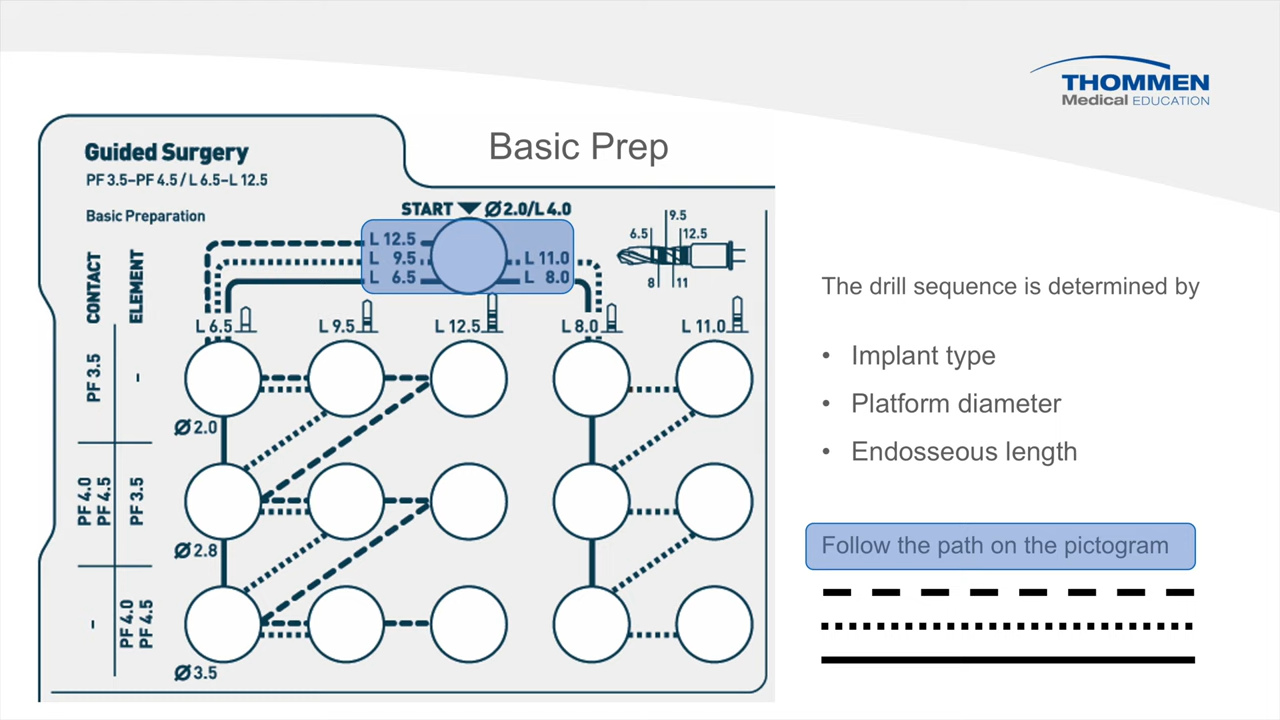 THOMMEN
Medical EDUCATION
Basic Prep
Guided Surgery
PF 3.5–PF 4.5 / L 6.5–L 12.5
Basic Preparation
START Ø2.0/L4.0
L 12.5
L 9.5
L 6.5
L 11.0
L 8.0
9.5
6.5
12.5
8
11
CONTACT
ELEMENT
L 6.5
L 9.5
L 12.5
L 8.0
L 11.0
PF 3.5
-
Ø2.0
PF 4.0
PF 4.5
PF 3.5
Ø2.8
-
PF 4.0
PF 4.5
Ø3.5
The drill sequence is determined by
• Implant type
• Platform diameter
• Endosseous length
Follow the path on the pictogram